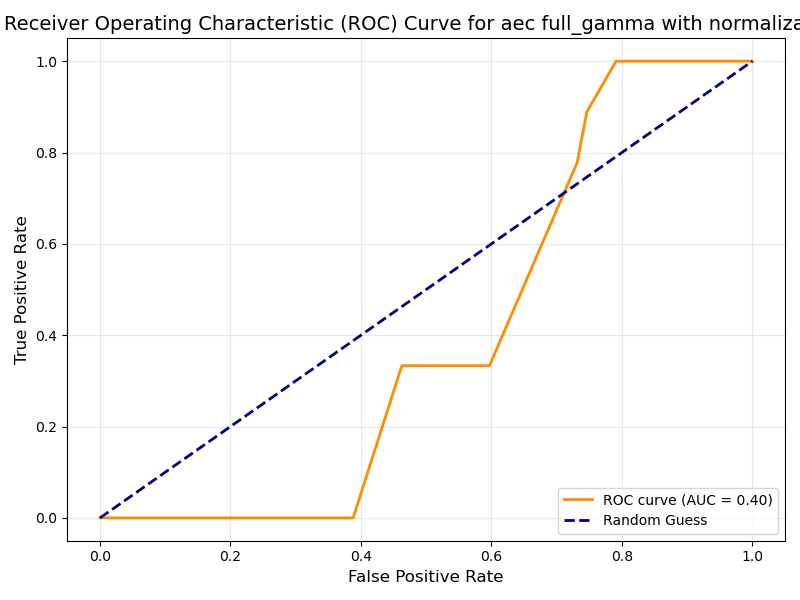 Receiver Operating Characteristic (ROC) Curve for aec full_gamma with normaliza
1.0
0.8
0.6
0.4
0.2
0.0
True Positive Rate
0.0 0.2 0.4 0.6 0.8 1.0
False Positive Rate
ROC curve (AUC = 0.40)
Random Guess